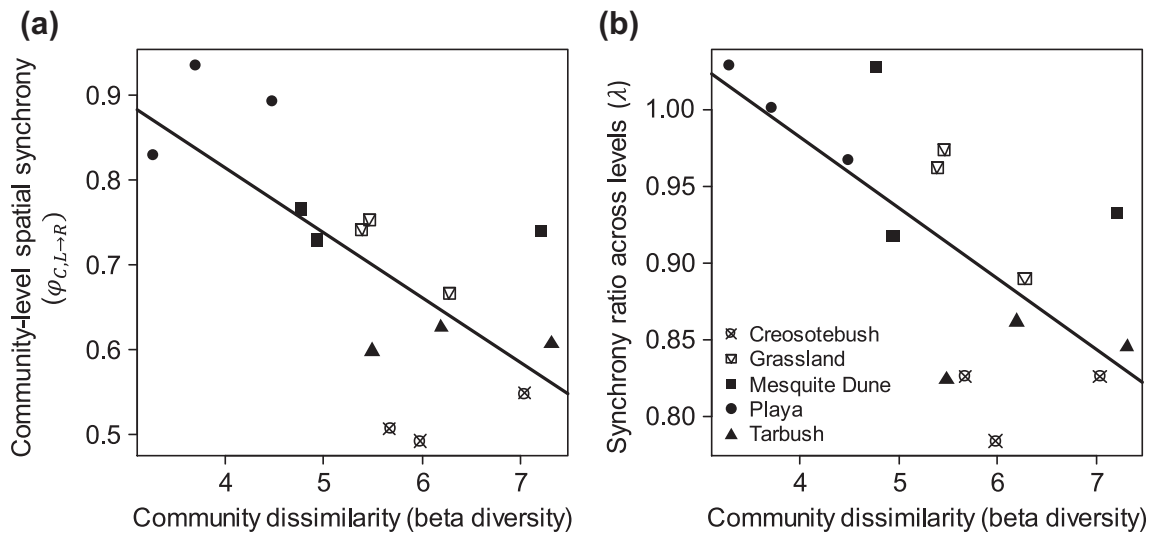 (a)
Community-level spatial synchrony
(φC,L→R)
0.9
0.8
0.7
0.6
0.5
4 5 6 7
Community dissimilarity (beta diversity)
(b)
Synchrony ratio across levels (λ)
1.00
0.95
0.90
0.85
0.80
Creosotebush
Grassland
Mesquite Dune
Playa
Tarbush
4 5 6 7
Community dissimilarity (beta diversity)